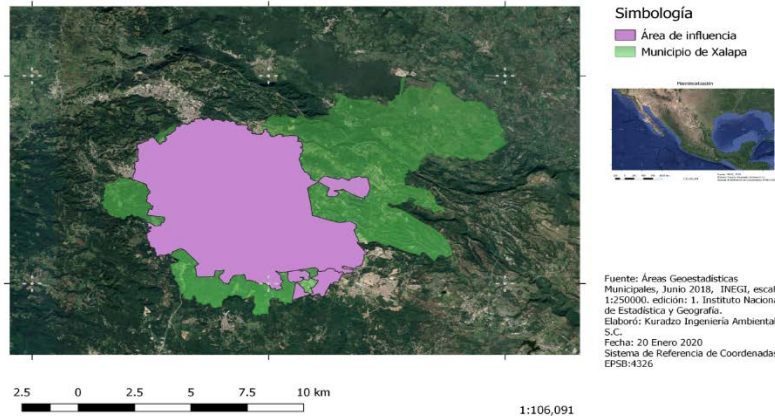 Simbología
Área de influencia
Municipio de Xalapa
Fuente: Áreas Geoestadísticas
Municipales, Junio 2018, INEGI, escal
1:250000. edición: 1. Instituto Naciona
de Estadística y Geografía.
Elaboró: Kuradzo Ingeniería Ambiental
S.C.
Fecha: 20 Enero 2020
Sistema de Referencia de Coordenadas
EPSB:4326
2.5 0 2.5 5 7.5 10 km
1:106,091